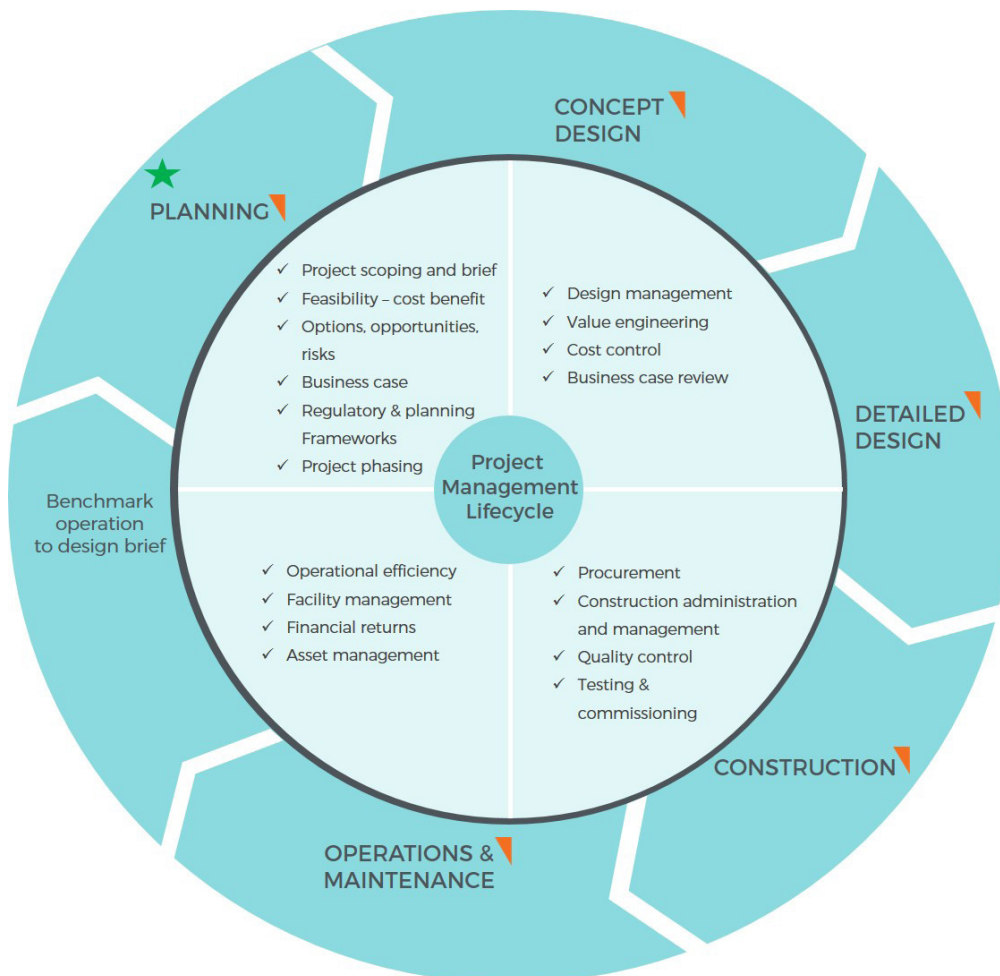 CONCEPT
DESIGN
PLANNING
✓ Project scoping and brief
✓ Feasibility – cost benefit
✓ Options, opportunities,
risks
✓ Business case
✓ Regulatory & planning
Frameworks
✓ Project phasing
✓ Design management
✓ Value engineering
✓ Cost control
✓ Business case review
DETAILED
DESIGN
Project
Management
Lifecycle
Benchmark
operation
to design brief
✓ Operational efficiency
✓ Facility management
✓ Financial returns
✓ Asset management
✓ Procurement
✓ Construction administration
and management
✓ Quality control
✓ Testing &
commissioning
CONSTRUCTION
OPERATIONS &
MAINTENANCE